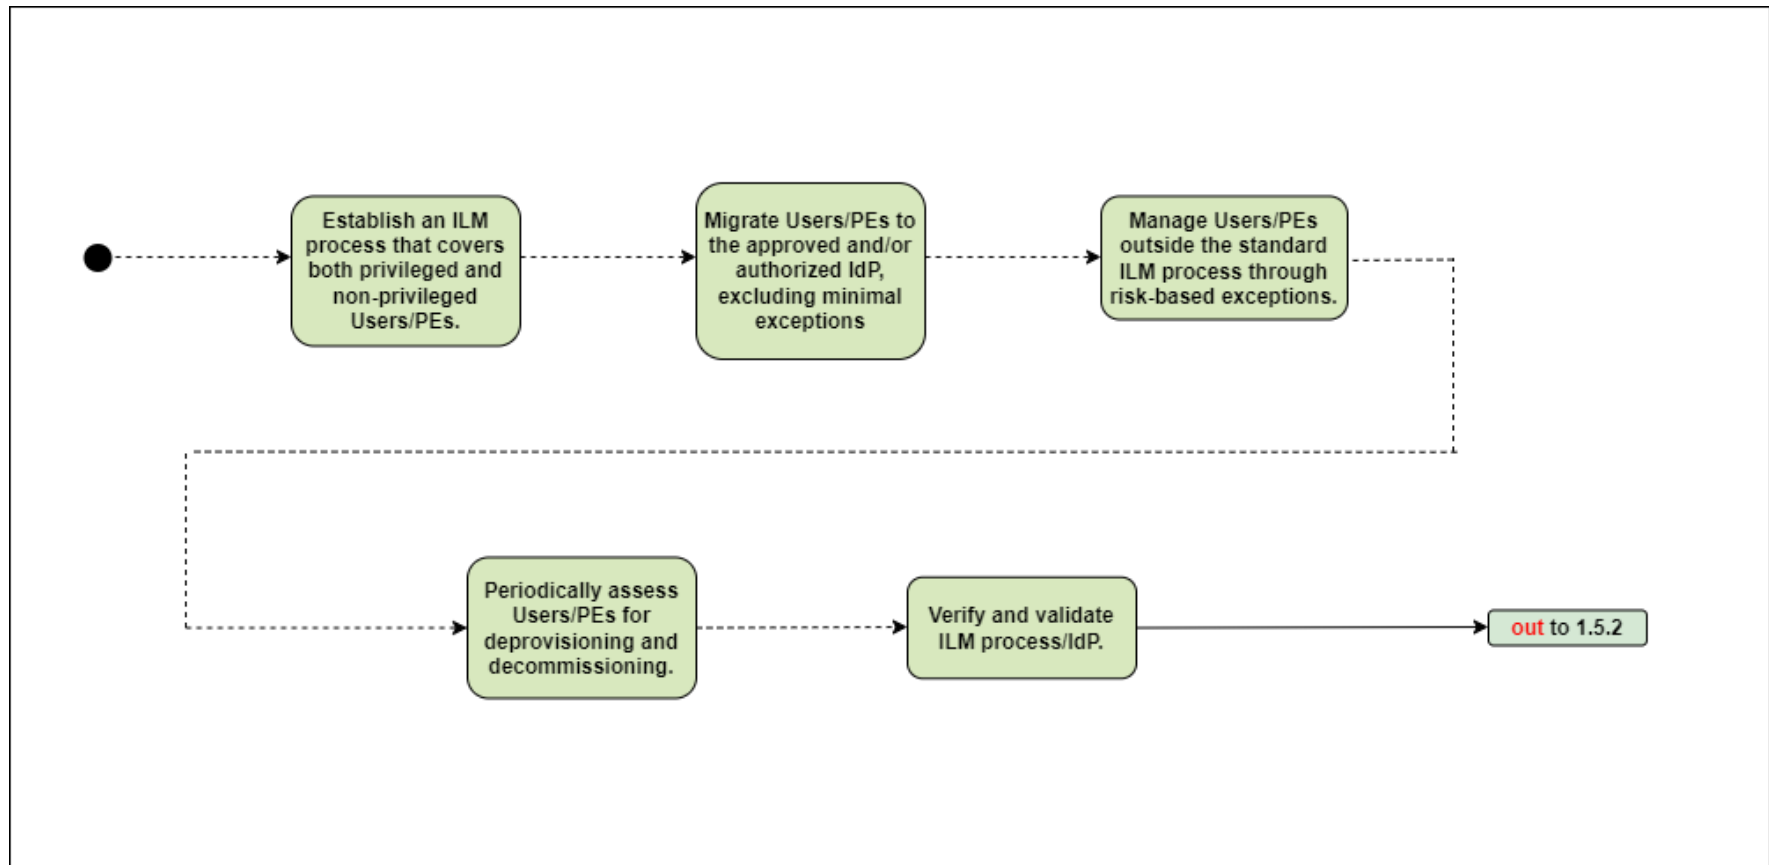 Establish an ILM
process that covers
both privileged and
non-privileged
Users/PEs.
Migrate Users/PEs to
the approved and/or
authorized IdP,
excluding minimal
exceptions
Manage Users/PEs
outside the standard
ILM process through
risk-based exceptions.
Periodically assess
Users/PEs for
deprovisioning and
decommissioning.
Verify and validate
ILM process/IdP.
out to 1.5.2